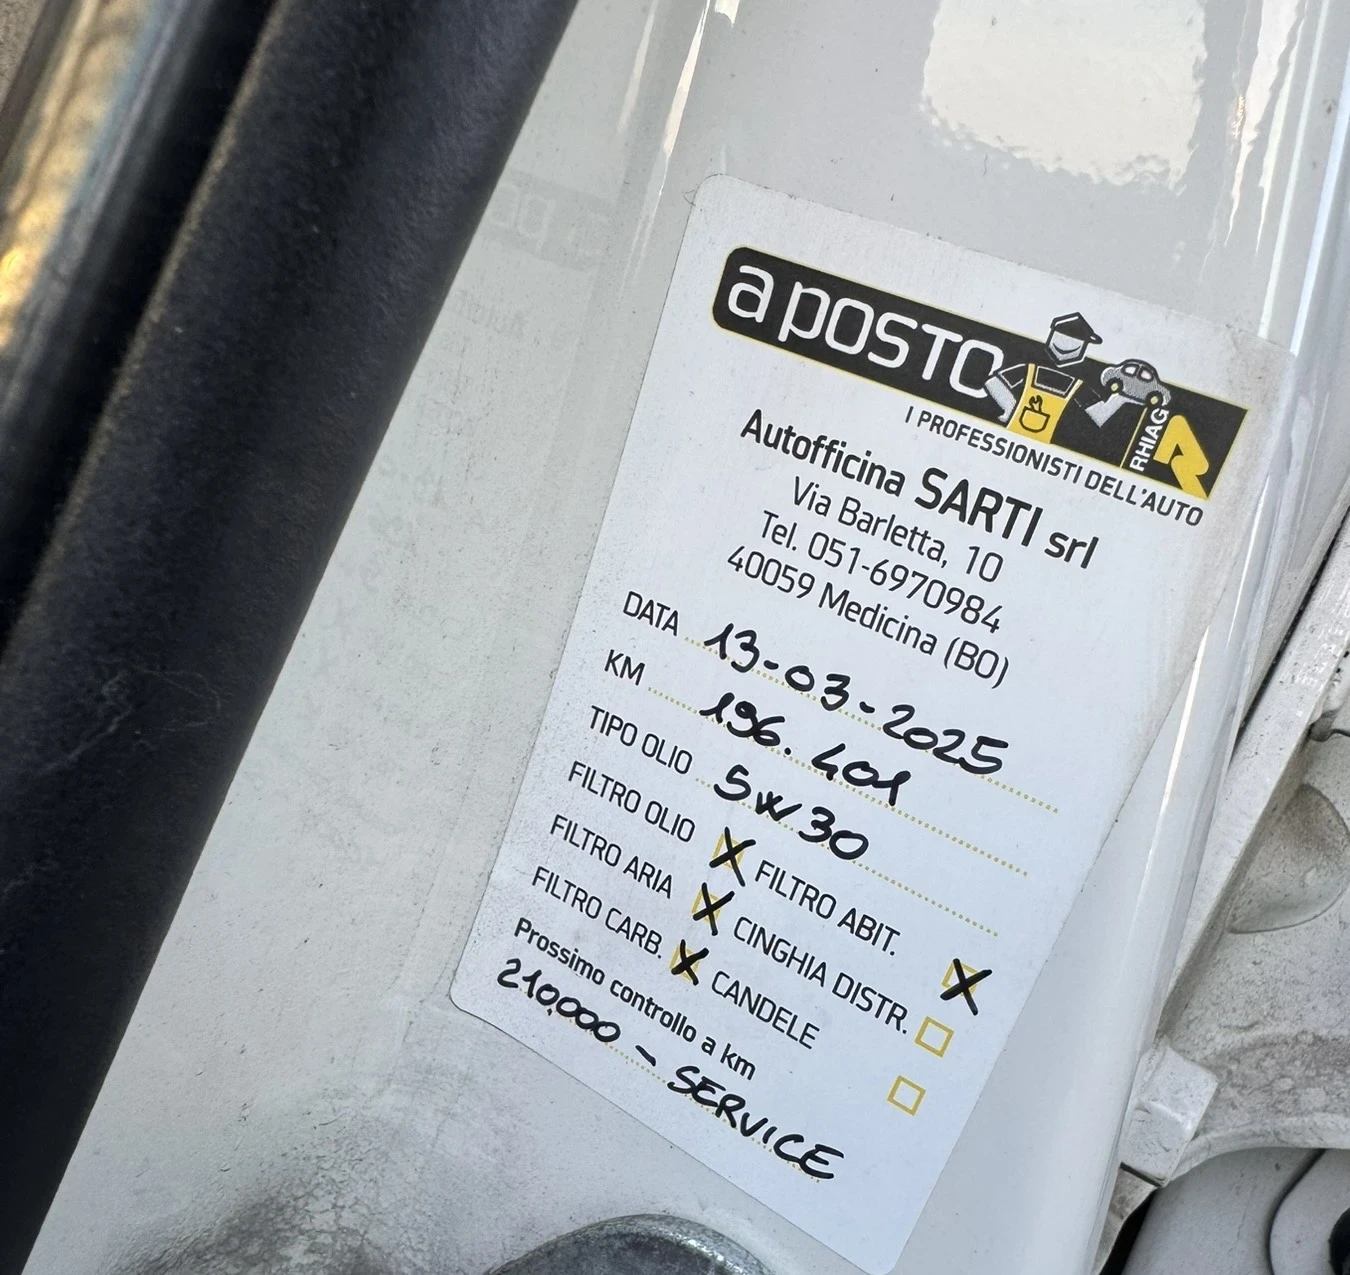 a POSTO
RHIAG
I PROFESSIONISTI DELL'AUTO
Autofficina SARTI srl
Via Barletta, 10
Tel. 051-6970984
40059 Medicina (BO)
DATA 13-03-2025
KM 196.401
TIPO OLIO 5W30
FILTRO OLIO X FILTRO ABIT. X
FILTRO ARIA X CINGHIA DISTR.
FILTRO CARB. X CANDELE
Prossimo controllo a km
210.000 - SERVICE